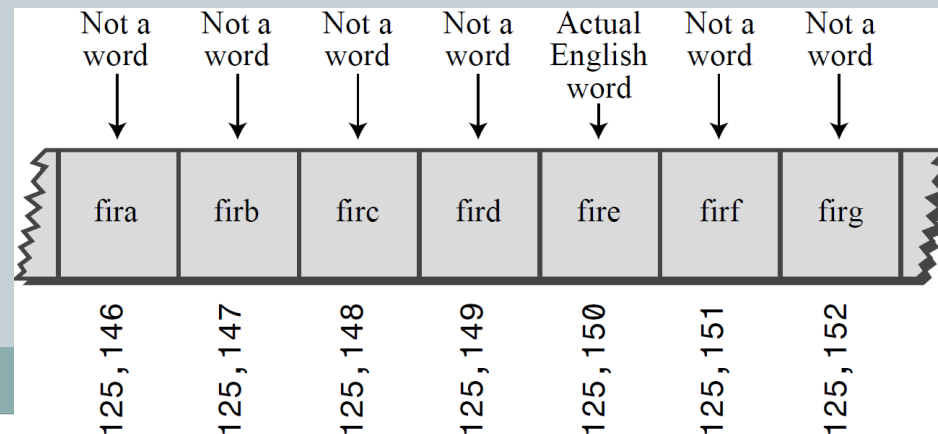 Not a word Not a word Not a word Not a word Actual English word Not a word Not a word
fira firb firc fird fire firf firg
125,146 125,147 125,148 125,149 125,150 125,151 125,152